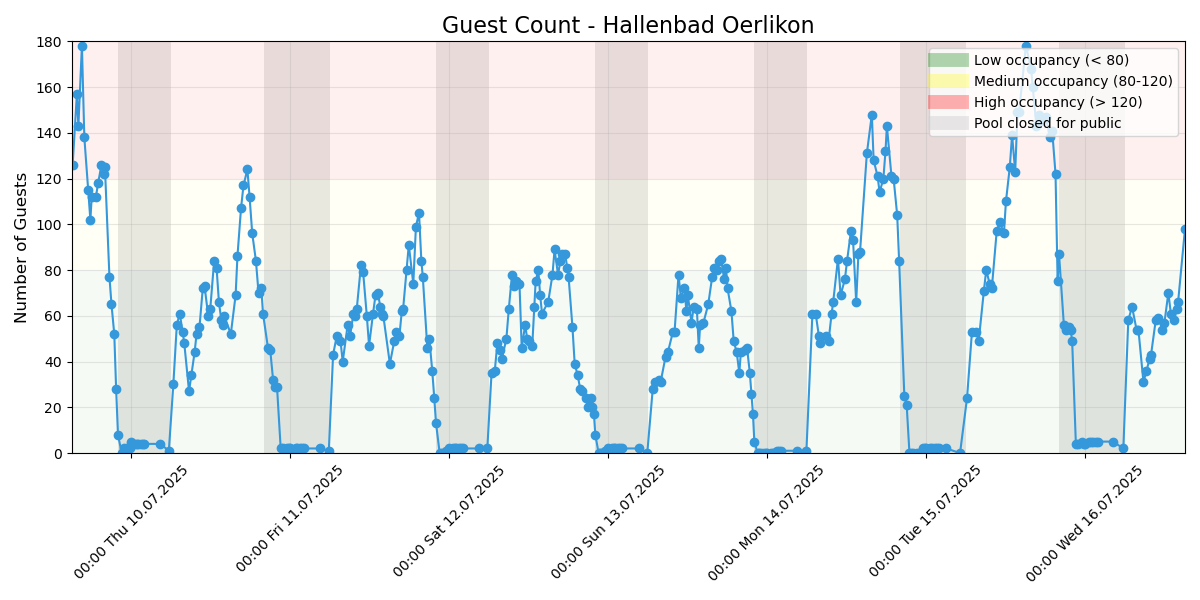 Guest Count - Hallenbad Oerlikon
Number of Guests
180
160
140
120
100
80
60
40
20
0
Low occupancy (< 80)
Medium occupancy (80-120)
High occupancy (> 120)
Pool closed for public
00:00 Thu 10.07.2025
00:00 Fri 11.07.2025
00:00 Sat 12.07.2025
00:00 Sun 13.07.2025
00:00 Mon 14.07.2025
00:00 Tue 15.07.2025
00:00 Wed 16.07.2025